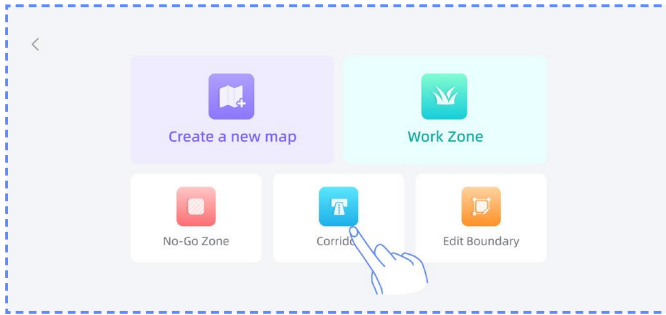 Create a new map
Work Zone
No-Go Zone
Corrido
Edit Boundary